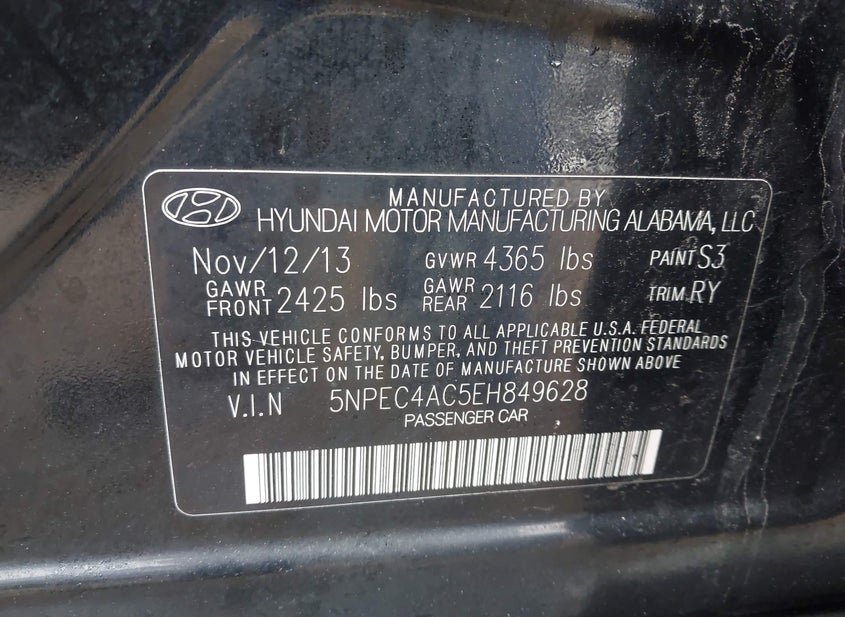 MANUFACTURED BY
HYUNDAI MOTOR MANUFACTURING ALABAMA, LLC
Nov/12/13 GVWR 4365 lbs PAINT S3
GAWR FRONT 2425 lbs GAWR REAR 2116 lbs TRIM RY
THIS VEHICLE CONFORMS TO ALL APPLICABLE U.S.A. FEDERAL
MOTOR VEHICLE SAFETY, BUMPER, AND THEFT PREVENTION STANDARDS
IN EFFECT ON THE DATE OF MANUFACTURE SHOWN ABOVE
V.I.N 5NPEC4AC5EH849628
PASSENGER CAR